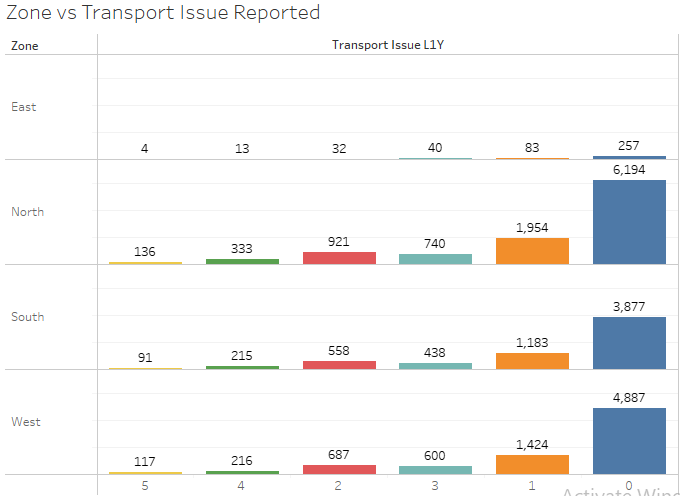 Zone vs Transport Issue Reported
Zone
Transport Issue L1Y
East
4 13 32 40 83 257
North
136 333 921 740 1,954 6,194
South
91 215 558 438 1,183 3,877
West
117 216 687 600 1,424 4,887
5 4 2 3 1 0
Activate